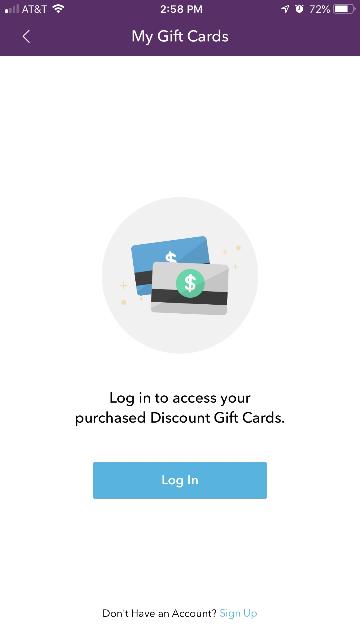 AT&T 2:58 PM 72%
My Gift Cards
$
$
Log in to access your
purchased Discount Gift Cards.
Log In
Don't Have an Account? Sign Up